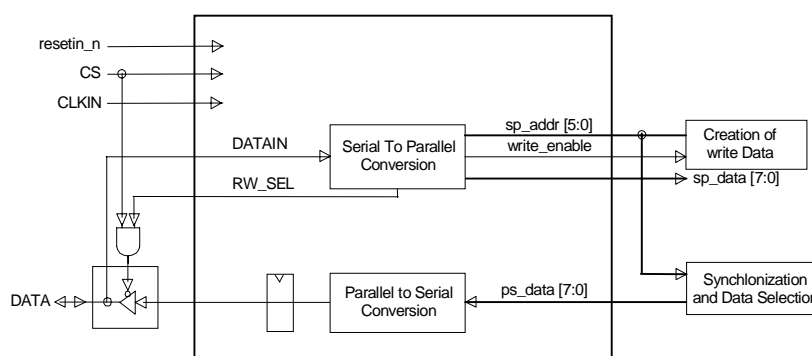 resetin_n
CS
CLKIN
DATAIN
RW_SEL
Serial To Parallel
Conversion
sp_addr [5:0]
write_enable
sp_data [7:0]
Creation of
write Data
DATA
Parallel to Serial
Conversion
ps_data [7:0]
Synchlonization
and Data Selection